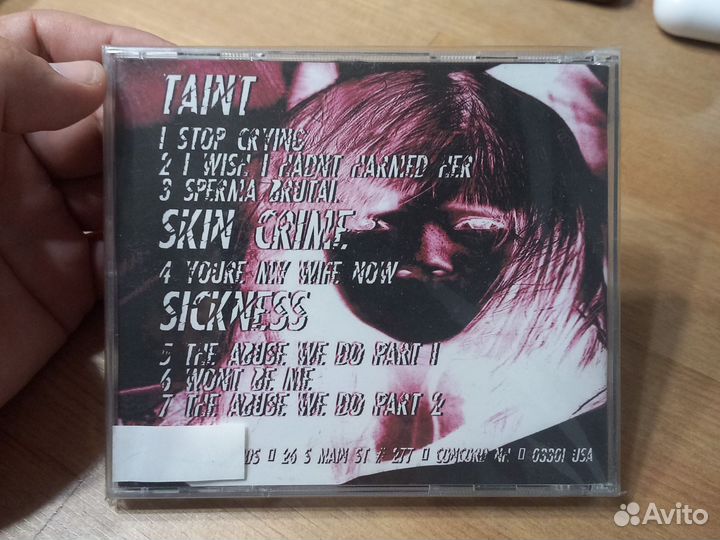 TAINT
1 STOP CRYING
2 I WISH I HADNT HARMED HER
3 SPERMA BRUTAL
SKIN CRIME
4 YOURE MY WIFE NOW
SICKNESS
5 THE ABUSE WE DO PART 1
6 WONT BE ME
7 THE ABUSE WE DO PART 2
26 S MAIN ST # 277 CONCORD NH 03301 USA
Avito